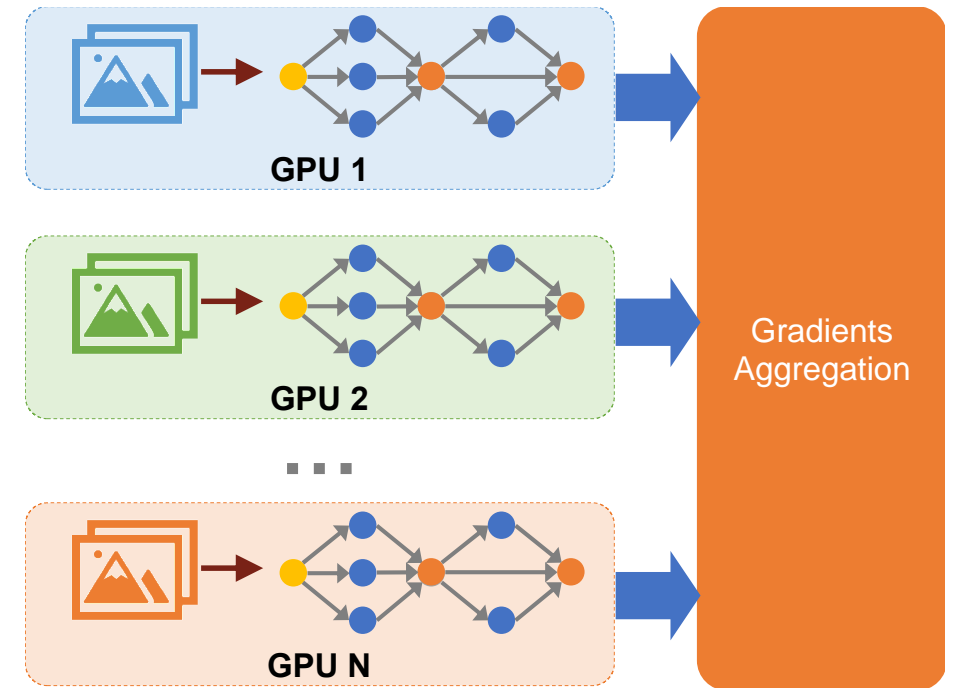 GPU 1
GPU 2
...
GPU N
Gradients
Aggregation